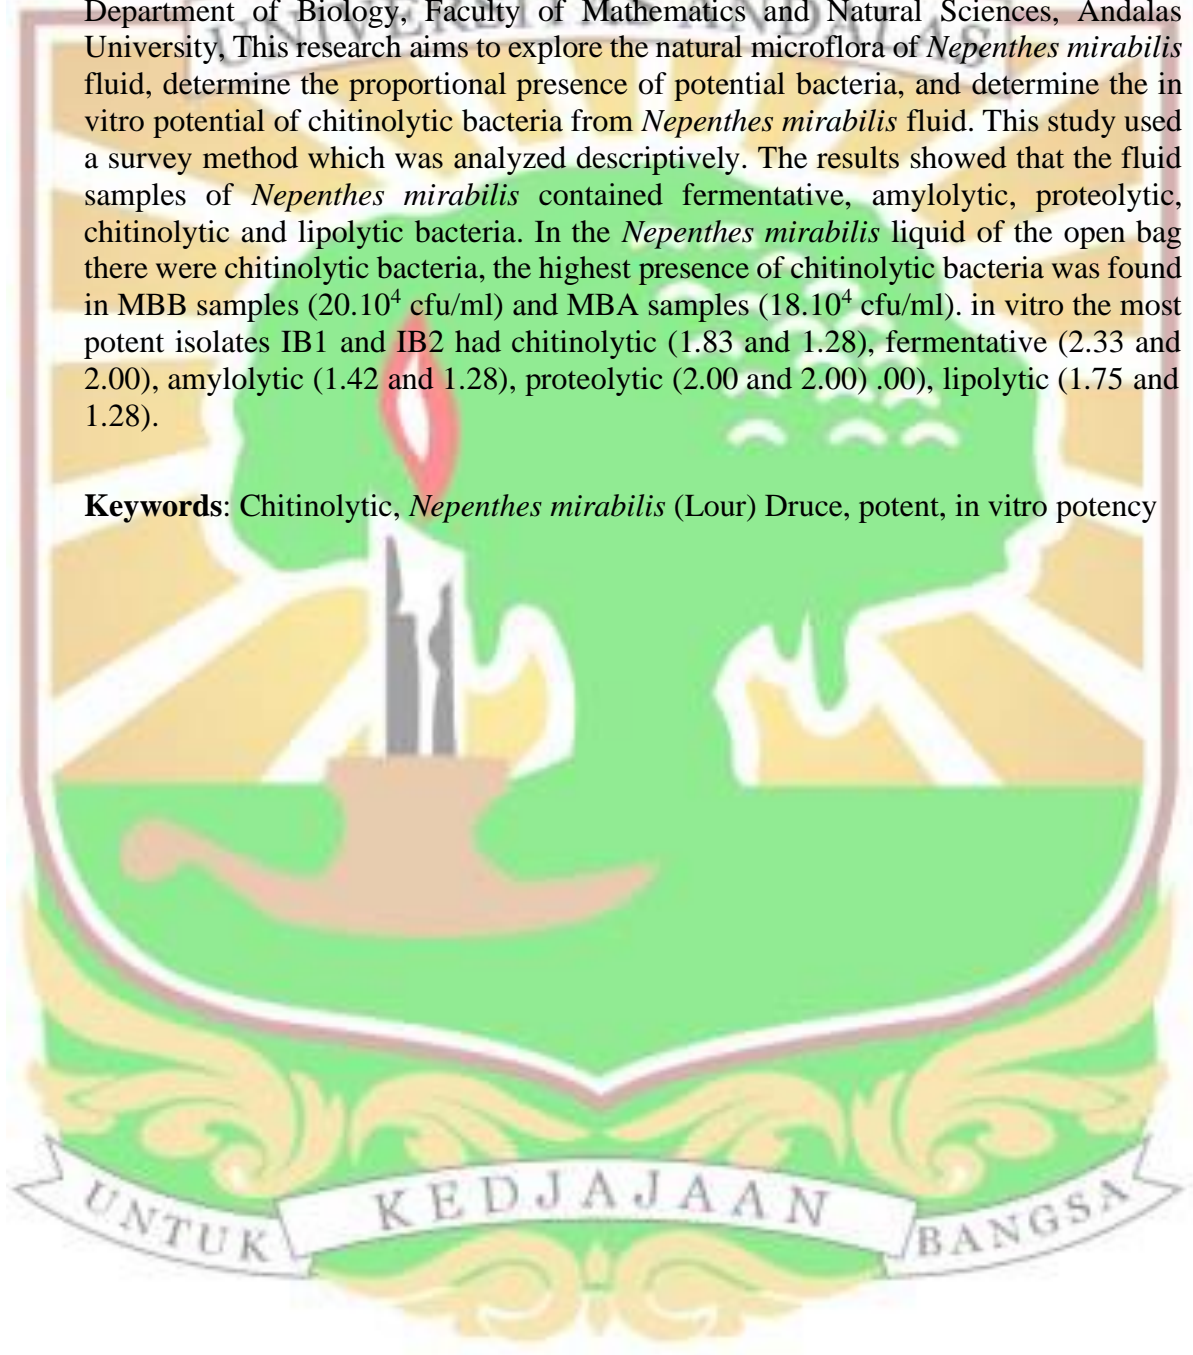 Department of Biology, Faculty of Mathematics and Natural Sciences, Andalas
University, This research aims to explore the natural microflora of Nepenthes mirabilis
fluid, determine the proportional presence of potential bacteria, and determine the in
vitro potential of chitinolytic bacteria from Nepenthes mirabilis fluid. This study used
a survey method which was analyzed descriptively. The results showed that the fluid
samples of Nepenthes mirabilis contained fermentative, amylolytic, proteolytic,
chitinolytic and lipolytic bacteria. In the Nepenthes mirabilis liquid of the open bag
there were chitinolytic bacteria, the highest presence of chitinolytic bacteria was found
in MBB samples (20.10⁴ cfu/ml) and MBA samples (18.10⁴ cfu/ml). in vitro the most
potent isolates IB1 and IB2 had chitinolytic (1.83 and 1.28), fermentative (2.33 and
2.00), amylolytic (1.42 and 1.28), proteolytic (2.00 and 2.00) .00), lipolytic (1.75 and
1.28).
Keywords: Chitinolytic, Nepenthes mirabilis (Lour) Druce, potent, in vitro potency
UNIVERSITAS ANDALAS
UNTUK KEDJAJAAN BANGSA